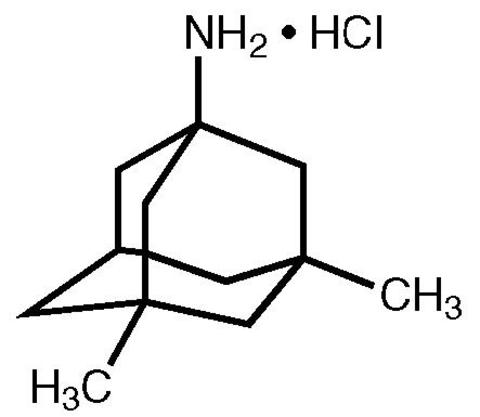 NH₂ • HCl
CH₃
H₃C